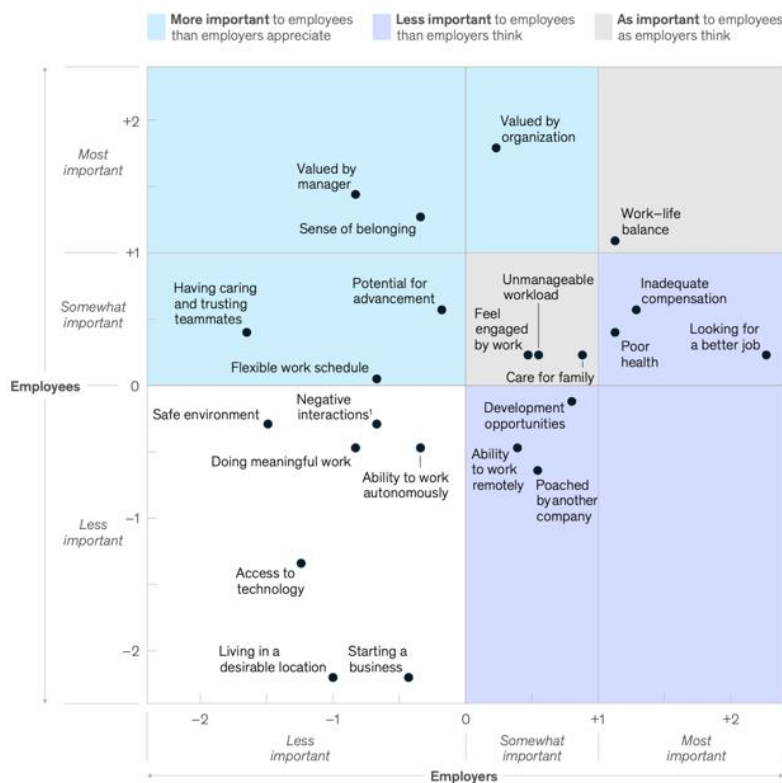 More important to employees
than employers appreciate
Less important to employees
than employers think
As important to employees
as employers think
+2
Most
important
Valued by
organization
Valued by
manager
Sense of belonging
Work–life
balance
+1
Somewhat
important
Having caring
and trusting
teammates
Potential for
advancement
Unmanageable
workload
Feel
engaged
by work
Inadequate
compensation
Looking for
a better job
Poor
health
Flexible work schedule
Care for family
Employees
0
Safe environment
Negative
interactions¹
Development
opportunities
Doing meaningful work
Ability to work
autonomously
Ability
to work
remotely
Poached
by another
company
−1
Less
important
Access to
technology
−2
Living in a
desirable location
Starting a
business
−2
−1
0
+1
+2
Less
important
Somewhat
important
Most
important
Employers